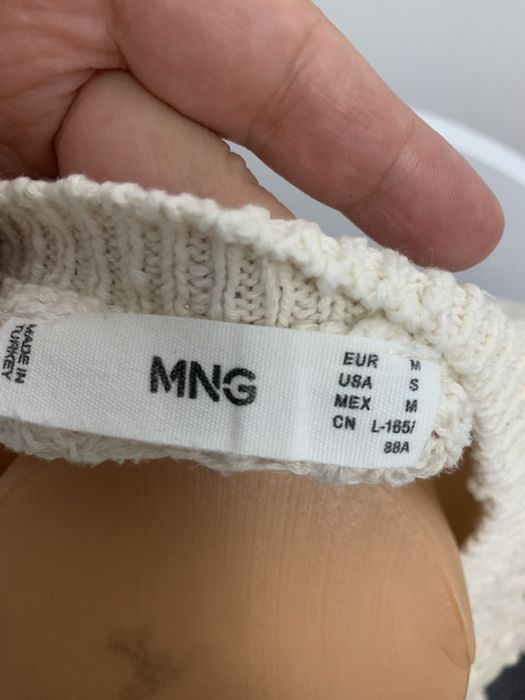 MADE IN
TURKEY
MNG
EUR M
USA S
MEX M
CN L-165/
88A